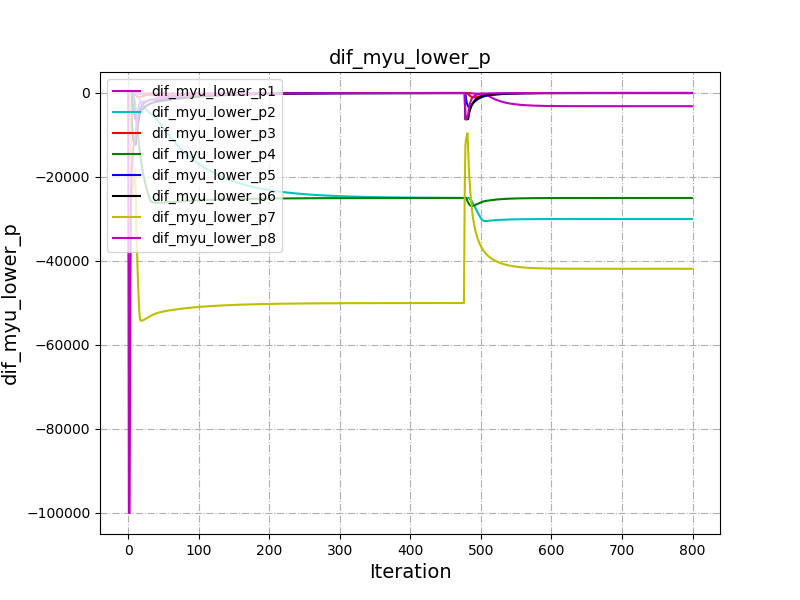 dif_myu_lower_p
dif_myu_lower_p
0
−20000
−40000
−60000
−80000
−100000
dif_myu_lower_p1
dif_myu_lower_p2
dif_myu_lower_p3
dif_myu_lower_p4
dif_myu_lower_p5
dif_myu_lower_p6
dif_myu_lower_p7
dif_myu_lower_p8
0 100 200 300 400 500 600 700 800
Iteration